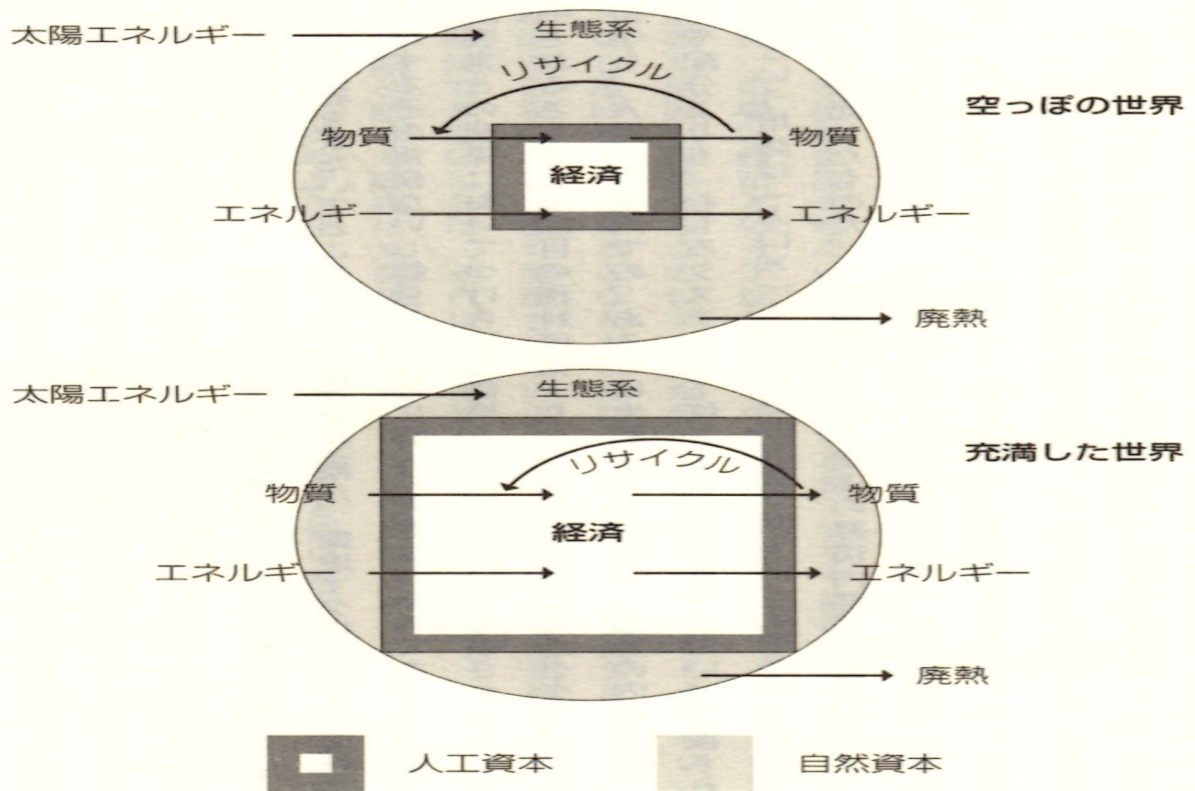 太陽エネルギー
生態系
リサイクル
空っぽの世界
物質
物質
経済
エネルギー
エネルギー
廃熱
太陽エネルギー
生態系
充満した世界
リサイクル
物質
物質
経済
エネルギー
エネルギー
廃熱
人工資本
自然資本